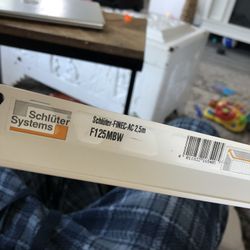 Schlüter
Systems
Schlüter-FINEC-AC 2,5m
F125MBW